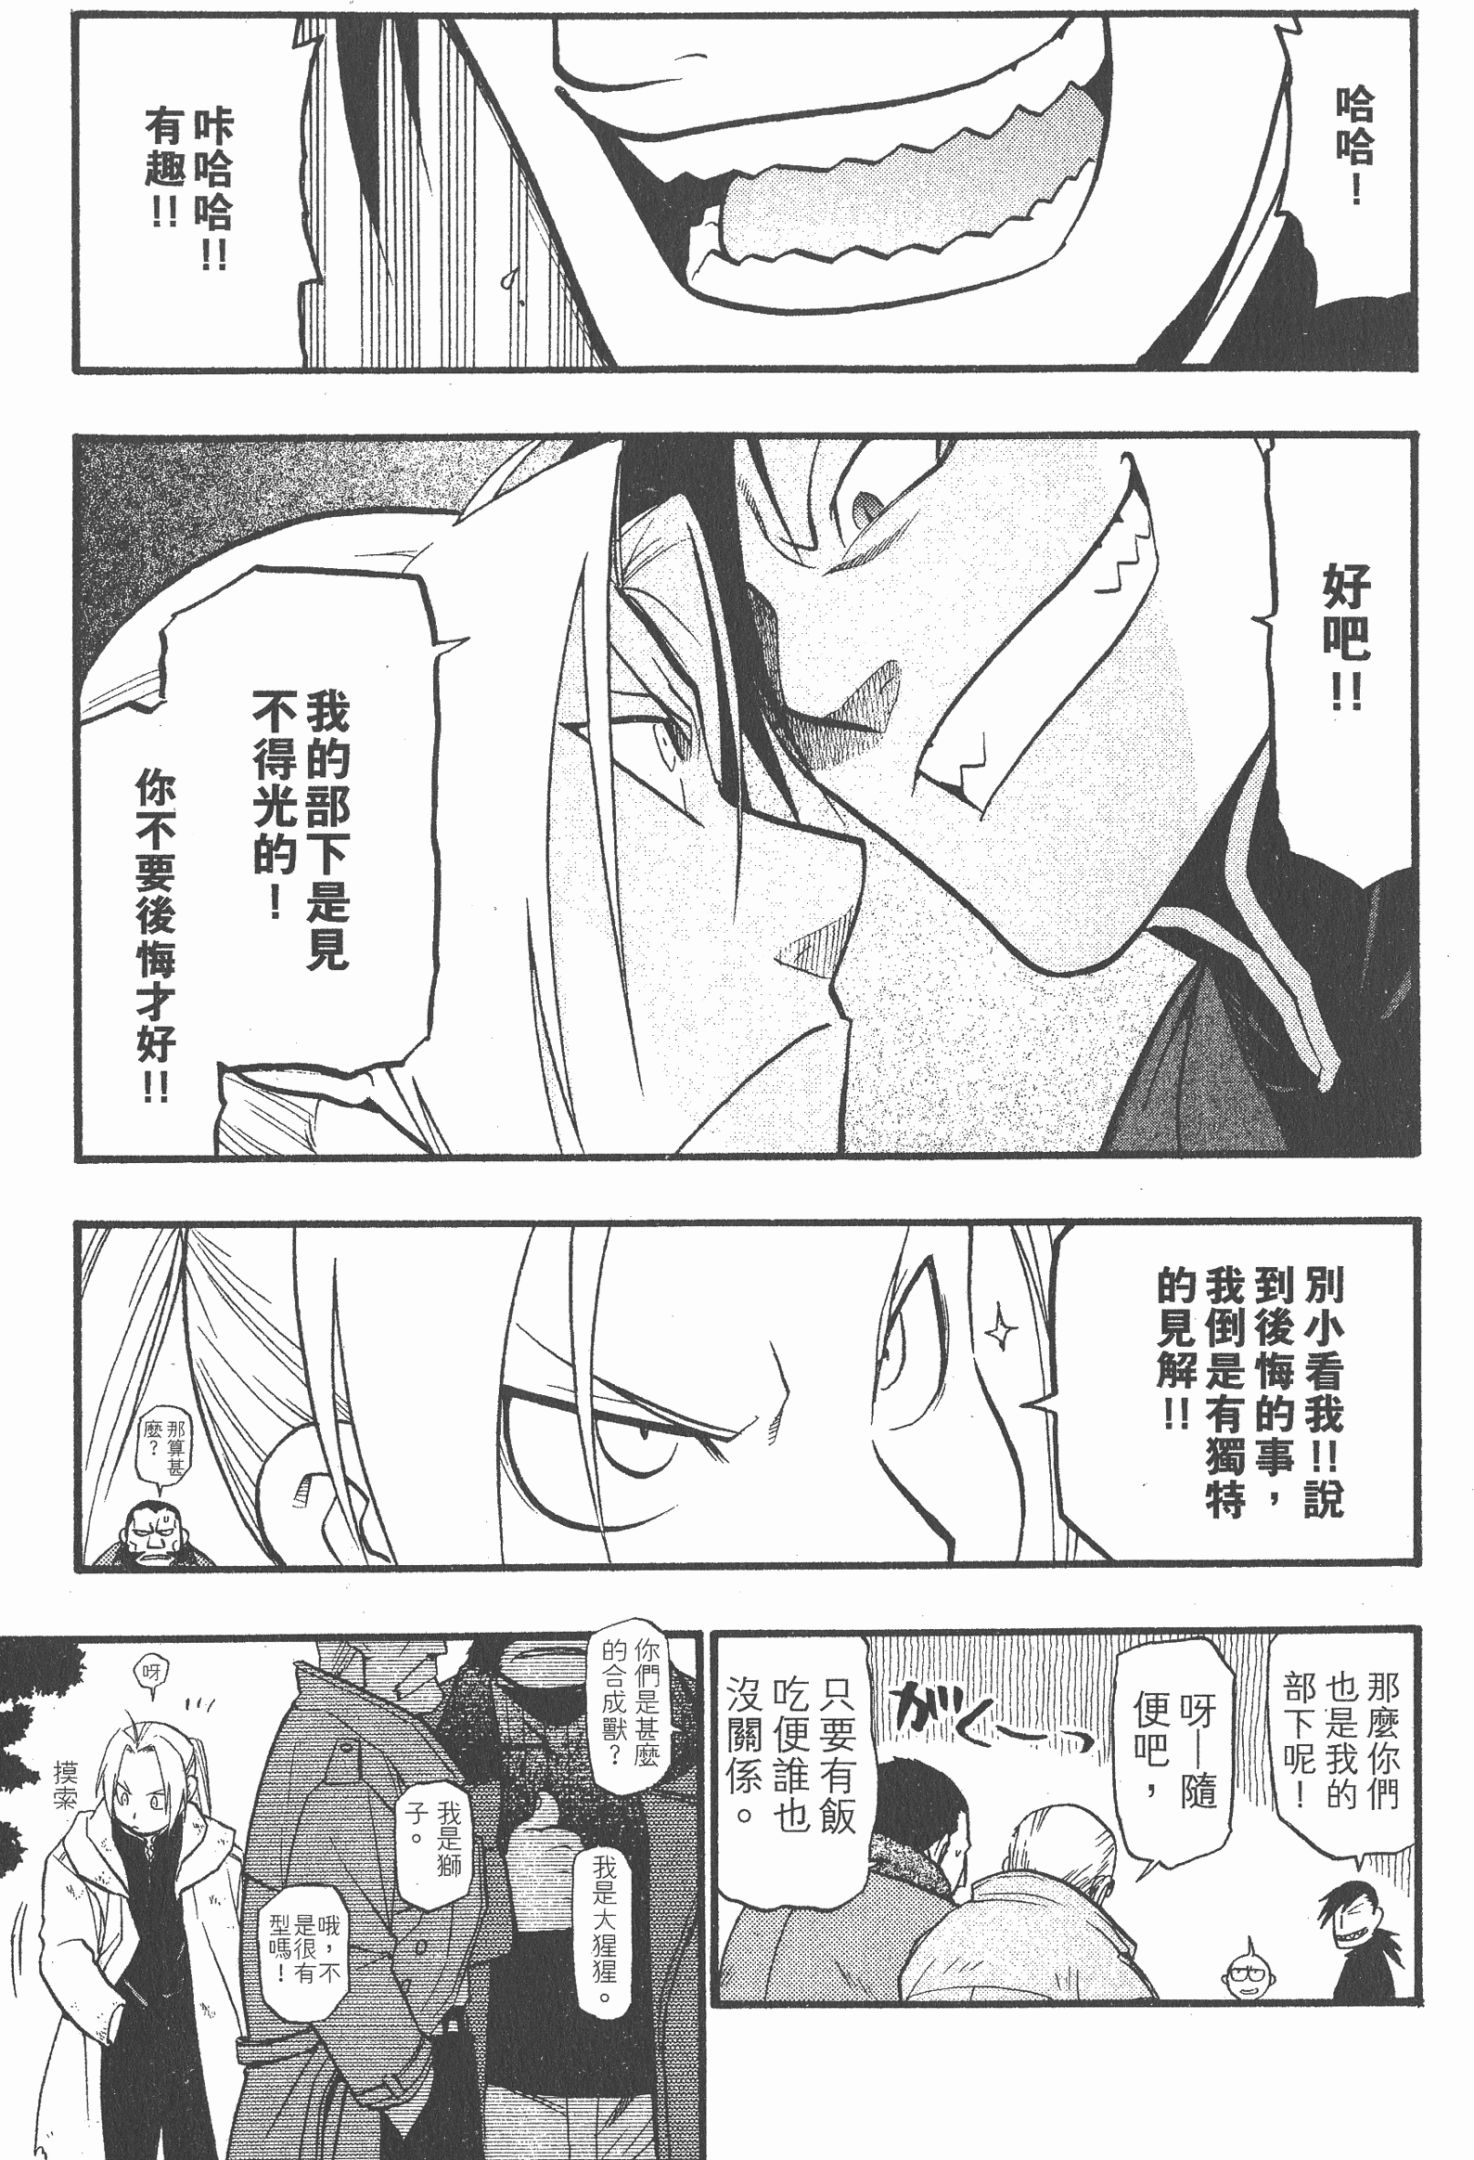 哈哈！
咔哈哈!!
有趣!!
好吧!!
我的部下是見
不得光的！
你不要後悔才好!!
別小看我!!說
到後悔的事，
我倒是有獨特
的見解!!
那算甚
麼？
那麼你們
也是我的
部下呢！
呀—隨
便吧，
がく〜っ
只要有飯
吃便誰也
沒關係。
你們是甚麼
的合成獸？
我是大猩猩。
我是獅
子。
哦，不
是很有
型嗎！
呀
摸索